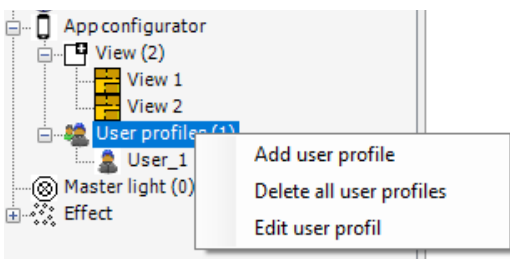 App configurator
View (2)
View 1
View 2
User profiles (1)
User_1
Master light (0)
Effect
Add user profile
Delete all user profiles
Edit user profil